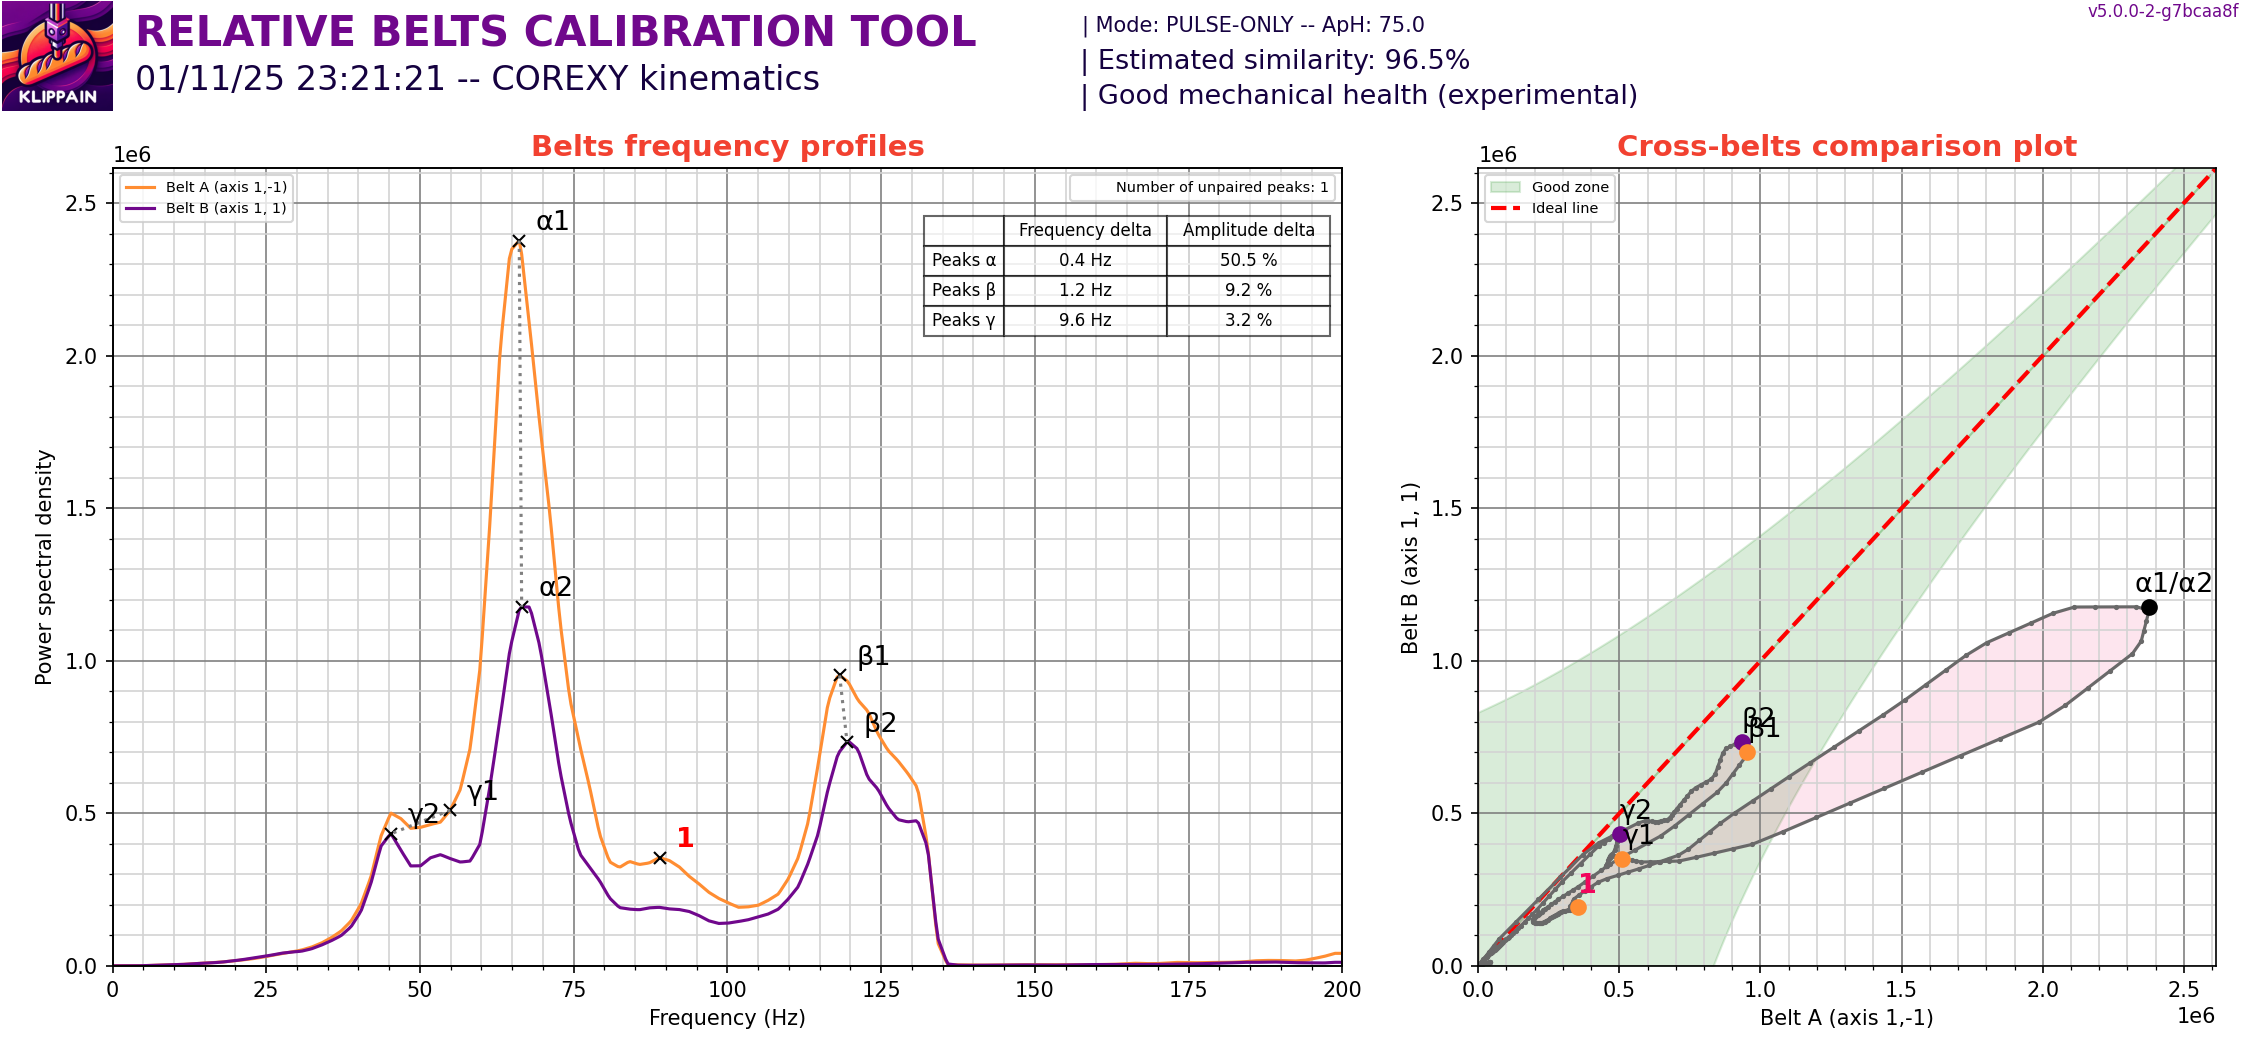 KLIPPAIN
RELATIVE BELTS CALIBRATION TOOL
01/11/25 23:21:21 -- COREXY kinematics
| Mode: PULSE-ONLY -- ApH: 75.0
| Estimated similarity: 96.5%
| Good mechanical health (experimental)
v5.0.0-2-g7bcaa8f
Belts frequency profiles
1e6
Belt A (axis 1,-1)
Belt B (axis 1, 1)
Number of unpaired peaks: 1
Frequency delta Amplitude delta
Peaks α 0.4 Hz 50.5 %
Peaks β 1.2 Hz 9.2 %
Peaks γ 9.6 Hz 3.2 %
α1
α2
β1
β2
γ1
γ2
1
Power spectral density
2.5
2.0
1.5
1.0
0.5
0.0
0 25 50 75 100 125 150 175 200
Frequency (Hz)
Cross-belts comparison plot
1e6
Good zone
Ideal line
α1/α2
β2
β1
γ2
γ1
1
Belt B (axis 1, 1)
2.5
2.0
1.5
1.0
0.5
0.0
0.0 0.5 1.0 1.5 2.0 2.5
Belt A (axis 1,-1)
1e6